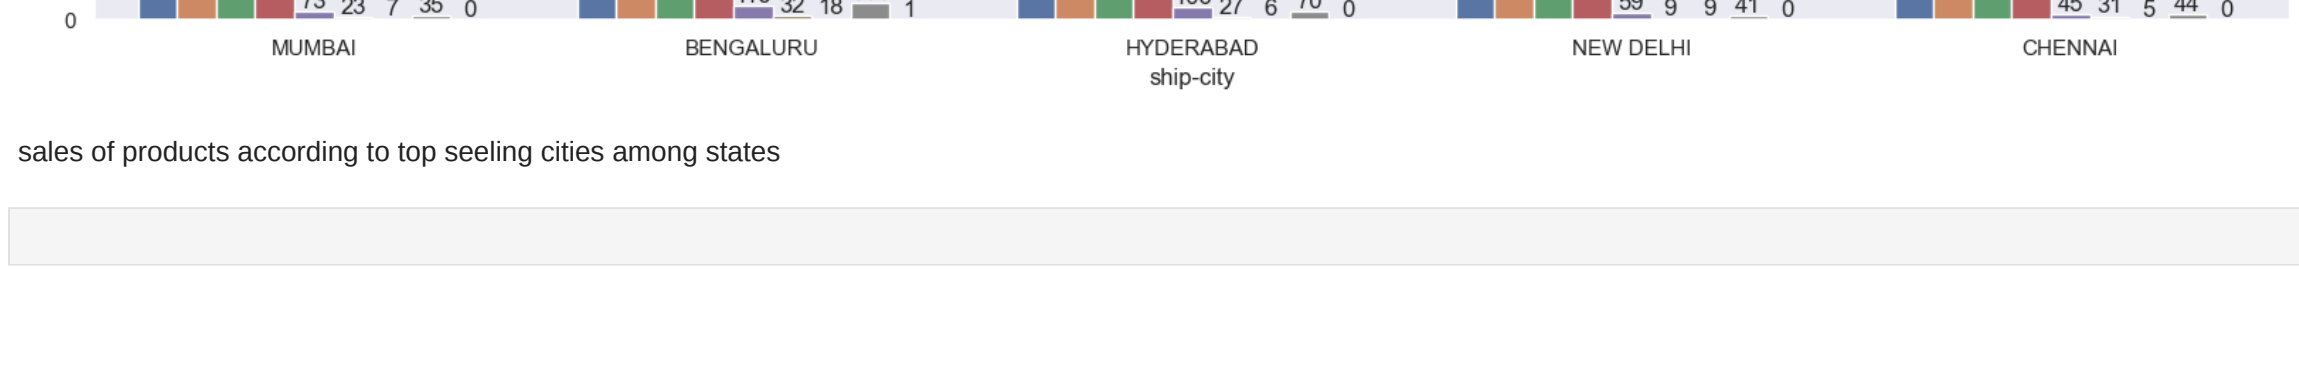 0 73 23 7 35 0 32 18 1 27 6 70 0 59 9 9 41 0 45 31 5 44 0
MUMBAI BENGALURU HYDERABAD NEW DELHI CHENNAI
ship-city
sales of products according to top seeling cities among states